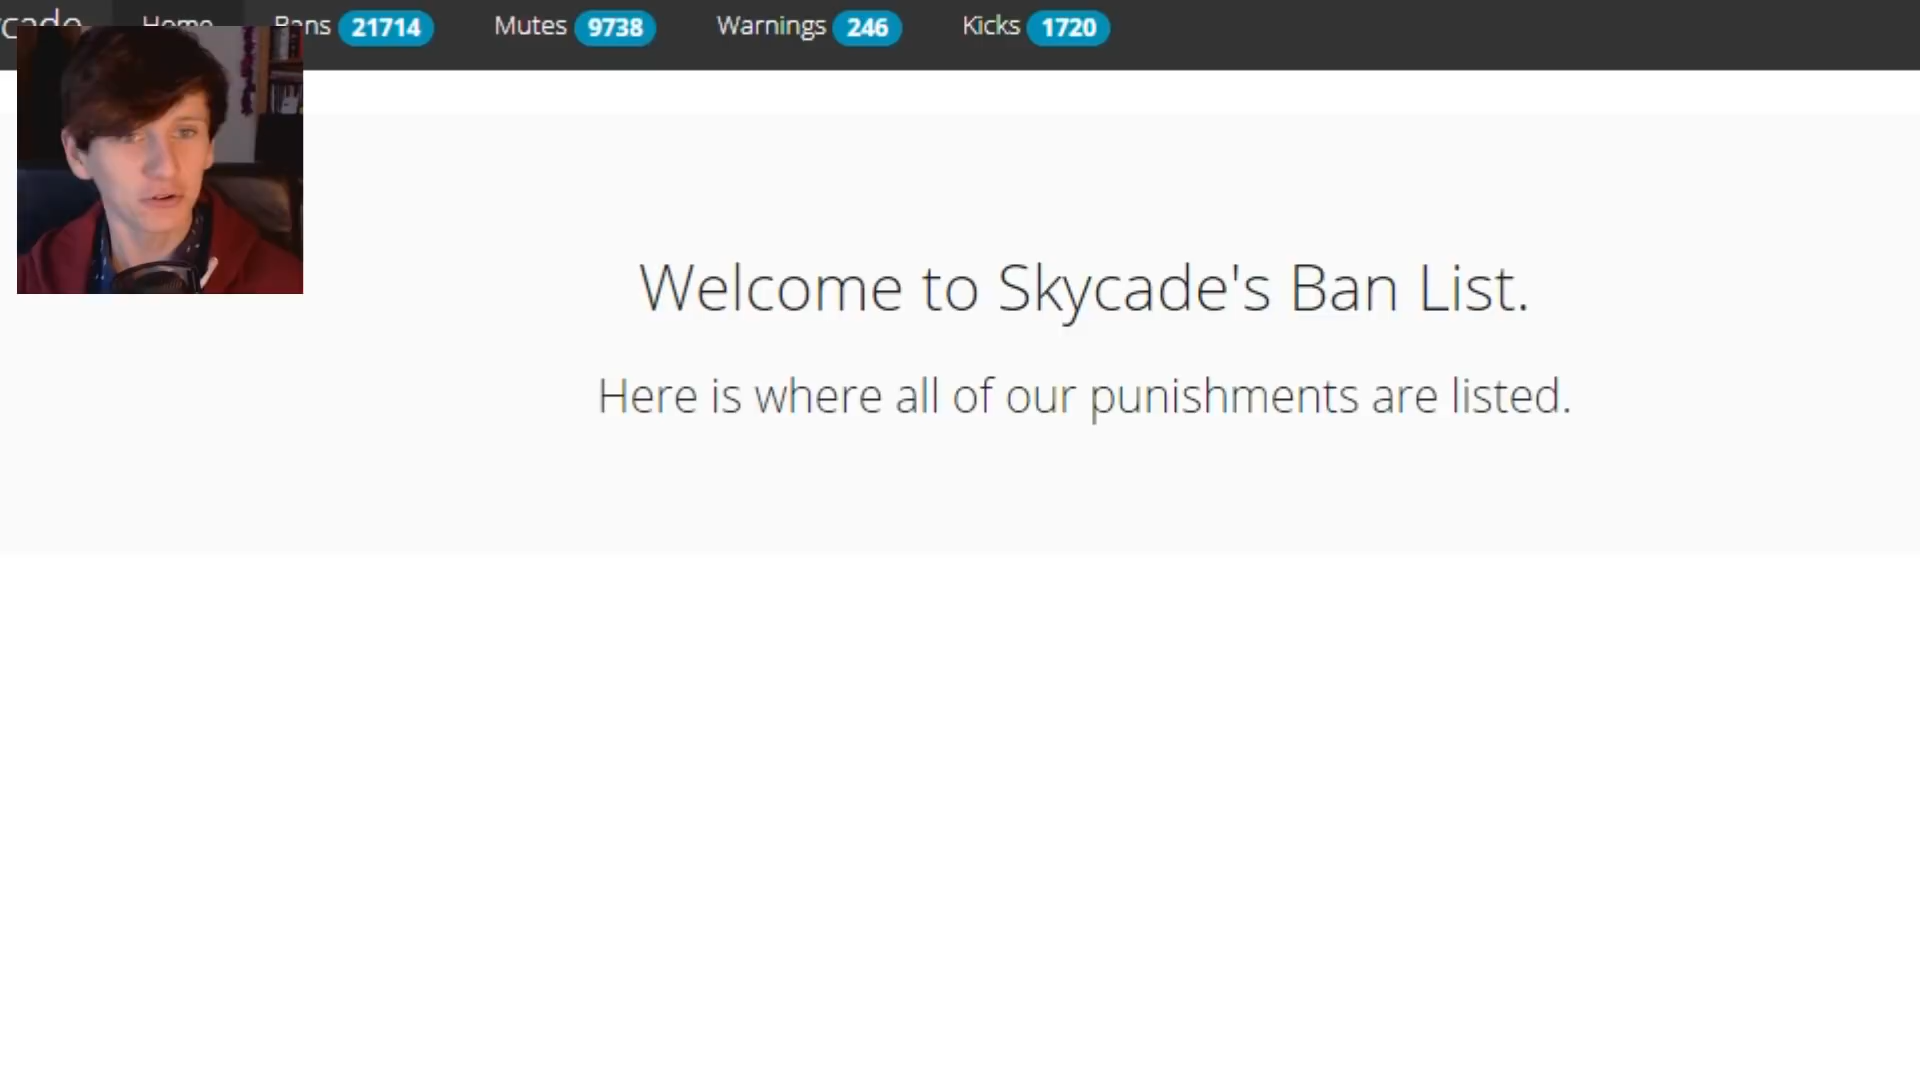 Home Bans 21714 Mutes 9738 Warnings 246 Kicks 1720
Welcome to Skycade's Ban List.
Here is where all of our punishments are listed.